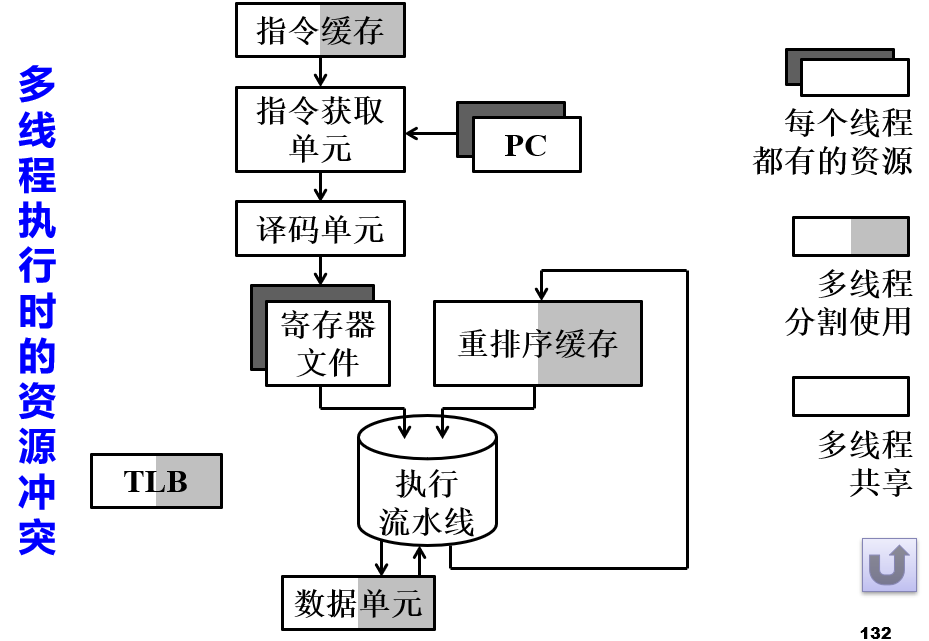 多线程执行时的资源冲突
指令缓存
指令获取
单元
PC
译码单元
寄存器
文件
重排序缓存
TLB
执行
流水线
数据单元
每个线程
都有的资源
多线程
分割使用
多线程
共享
132